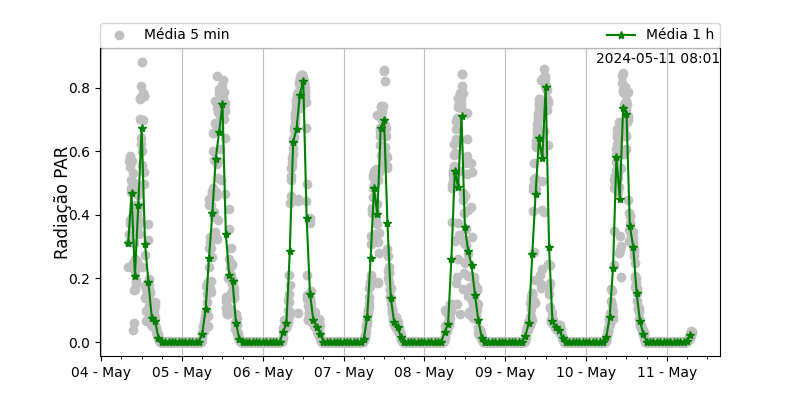 Média 5 min
Média 1 h
2024-05-11 08:01
Radiação PAR
0.8
0.6
0.4
0.2
0.0
04 - May
05 - May
06 - May
07 - May
08 - May
09 - May
10 - May
11 - May